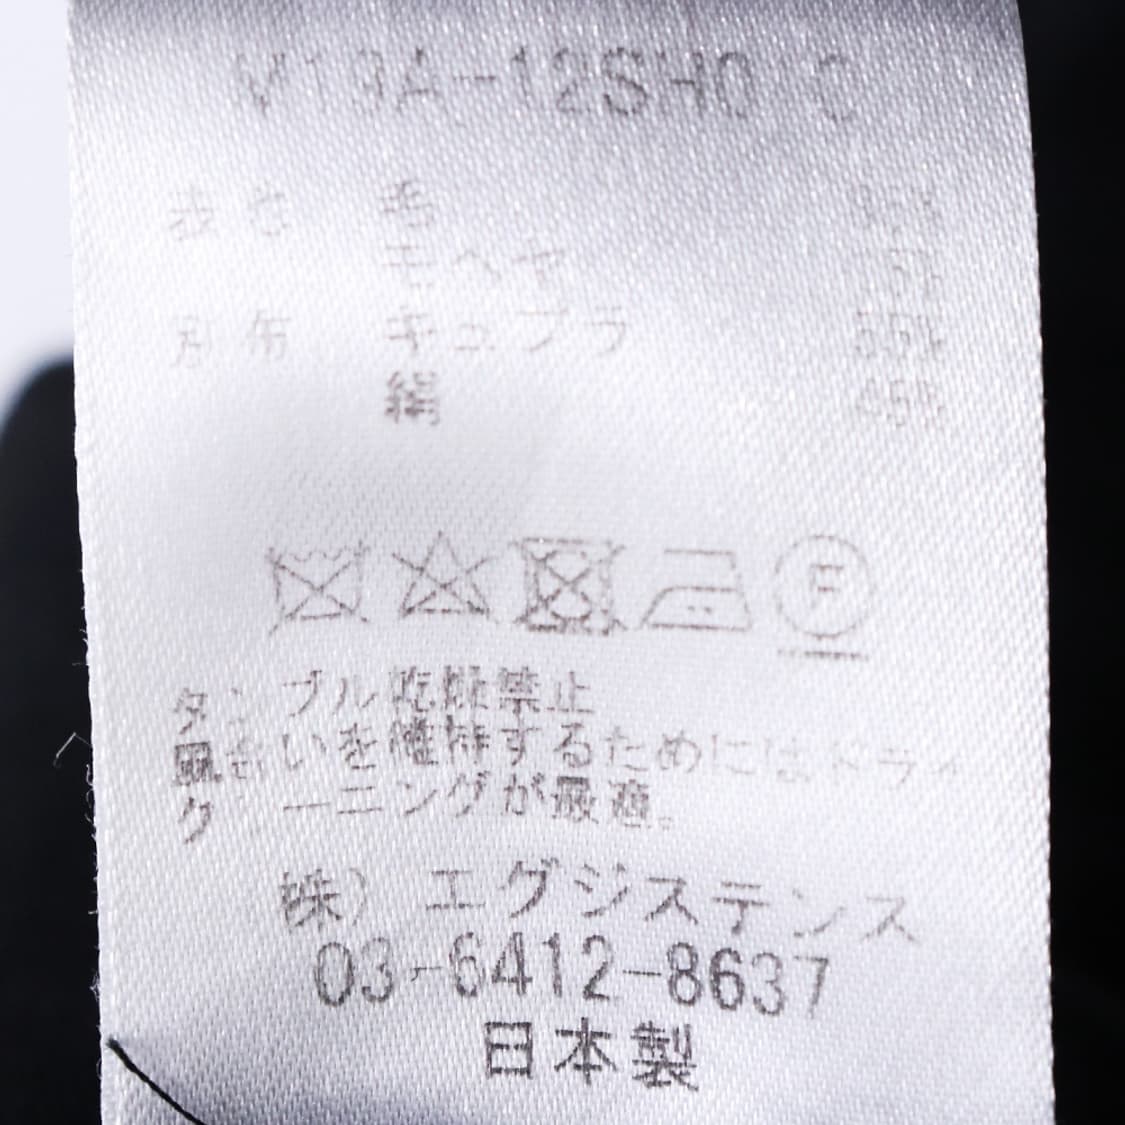 表地 毛
モヘヤ 15%
別布 キュプラ 55%
絹 45%
F
タンブル乾燥禁止
風合いを維持するためにはドライ
クリーニングが最適。
(株)エグジステンス
03-6412-8637
日本製